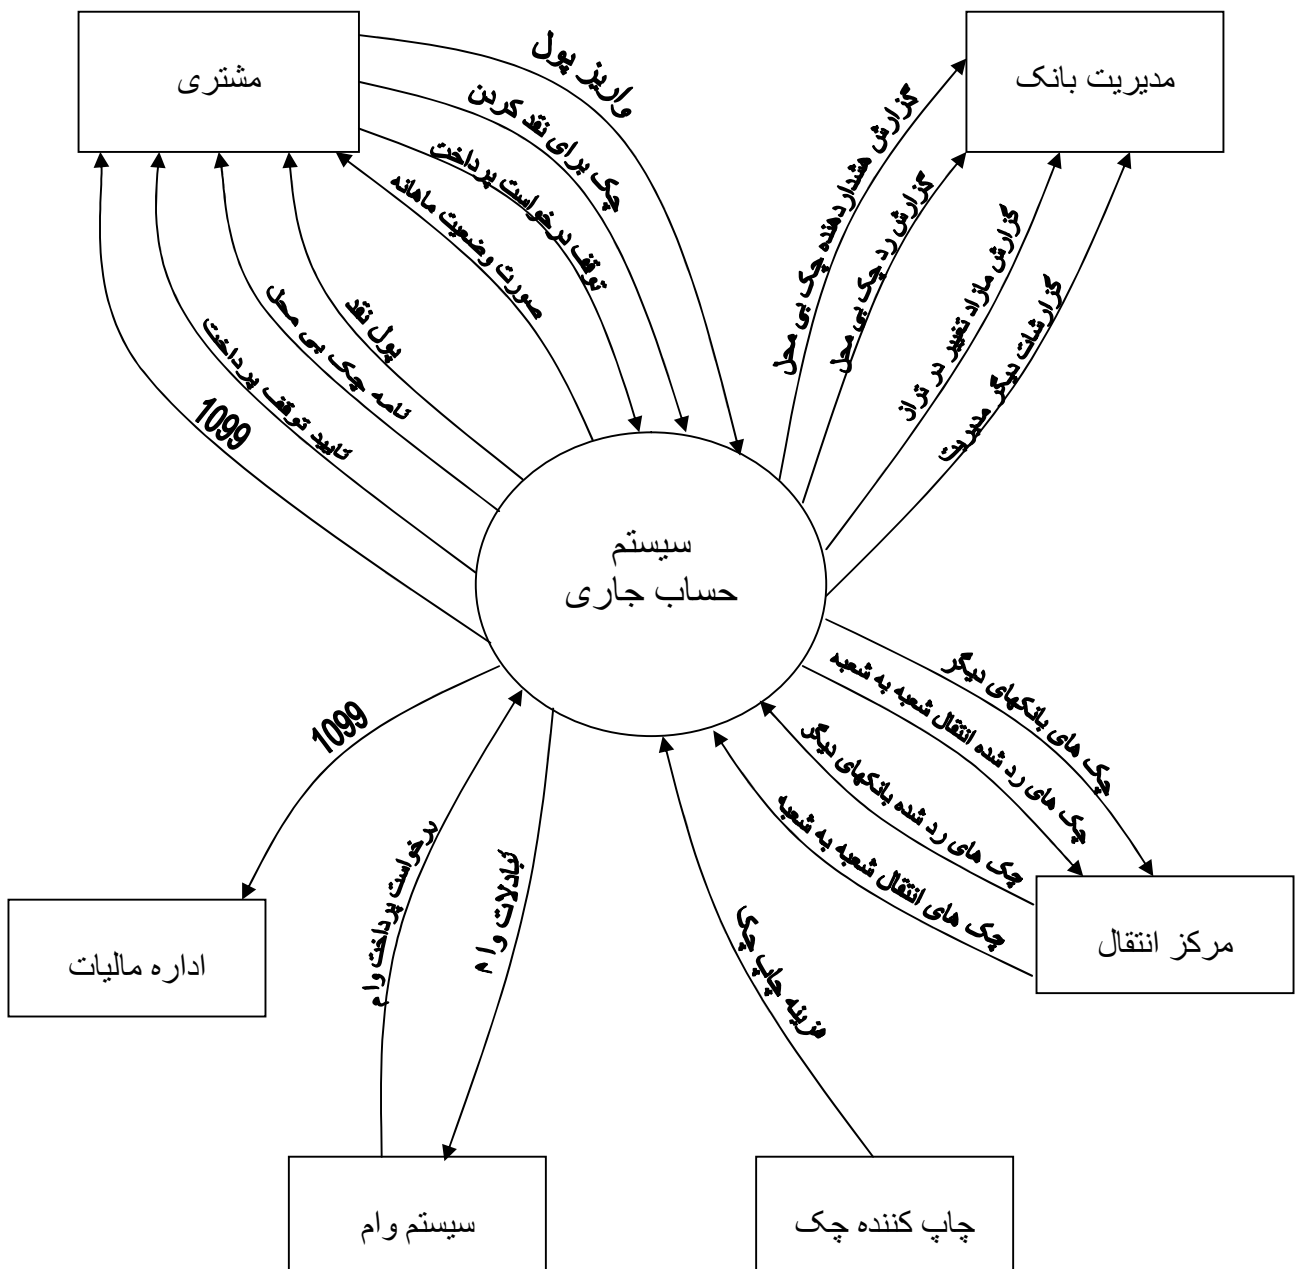 مشتری
مدیریت بانک
واریز پول
چک برای نقد کردن
توقف درخواست پرداخت
صورت وضعیت ماهانه
پول نقد
نامه چک بی محل
تایید توقف پرداخت
1099
گزارش هشداردهنده چک بی محل
گزارش رد چک بی محل
گزارش مازاد تغییر در تراز
گزارشات دیگر مدیریت
سیستم
حساب جاری
چک های بانکهای دیگر
چک های رد شده انتقال شعبه به شعبه
چک های رد شده بانکهای دیگر
چک های انتقال شعبه به شعبه
1099
درخواست پرداخت وام
تبادلات وام
هزینه چاپ چک
اداره مالیات
مرکز انتقال
سیستم وام
چاپ کننده چک